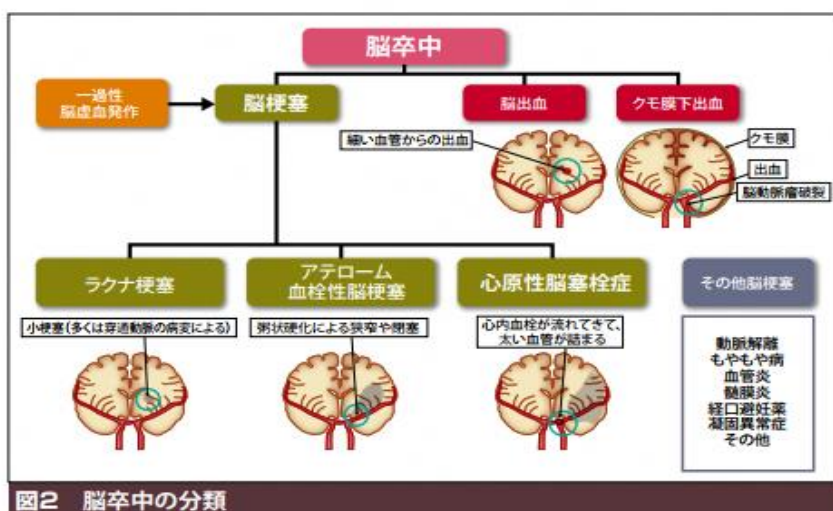 脳卒中
一過性
脳虚血発作
脳梗塞
脳出血
クモ膜下出血
細い血管からの出血
クモ膜
出血
脳動脈瘤破裂
ラクナ梗塞
アテローム
血栓性脳梗塞
心原性脳塞栓症
その他脳梗塞
小梗塞(多くは穿通動脈の病変による)
粥状硬化による狭窄や閉塞
心内血栓が流れてきて、
太い血管が詰まる
動脈解離
もやもや病
血管炎
髄膜炎
経口避妊薬
凝固異常症
その他
図2 脳卒中の分類